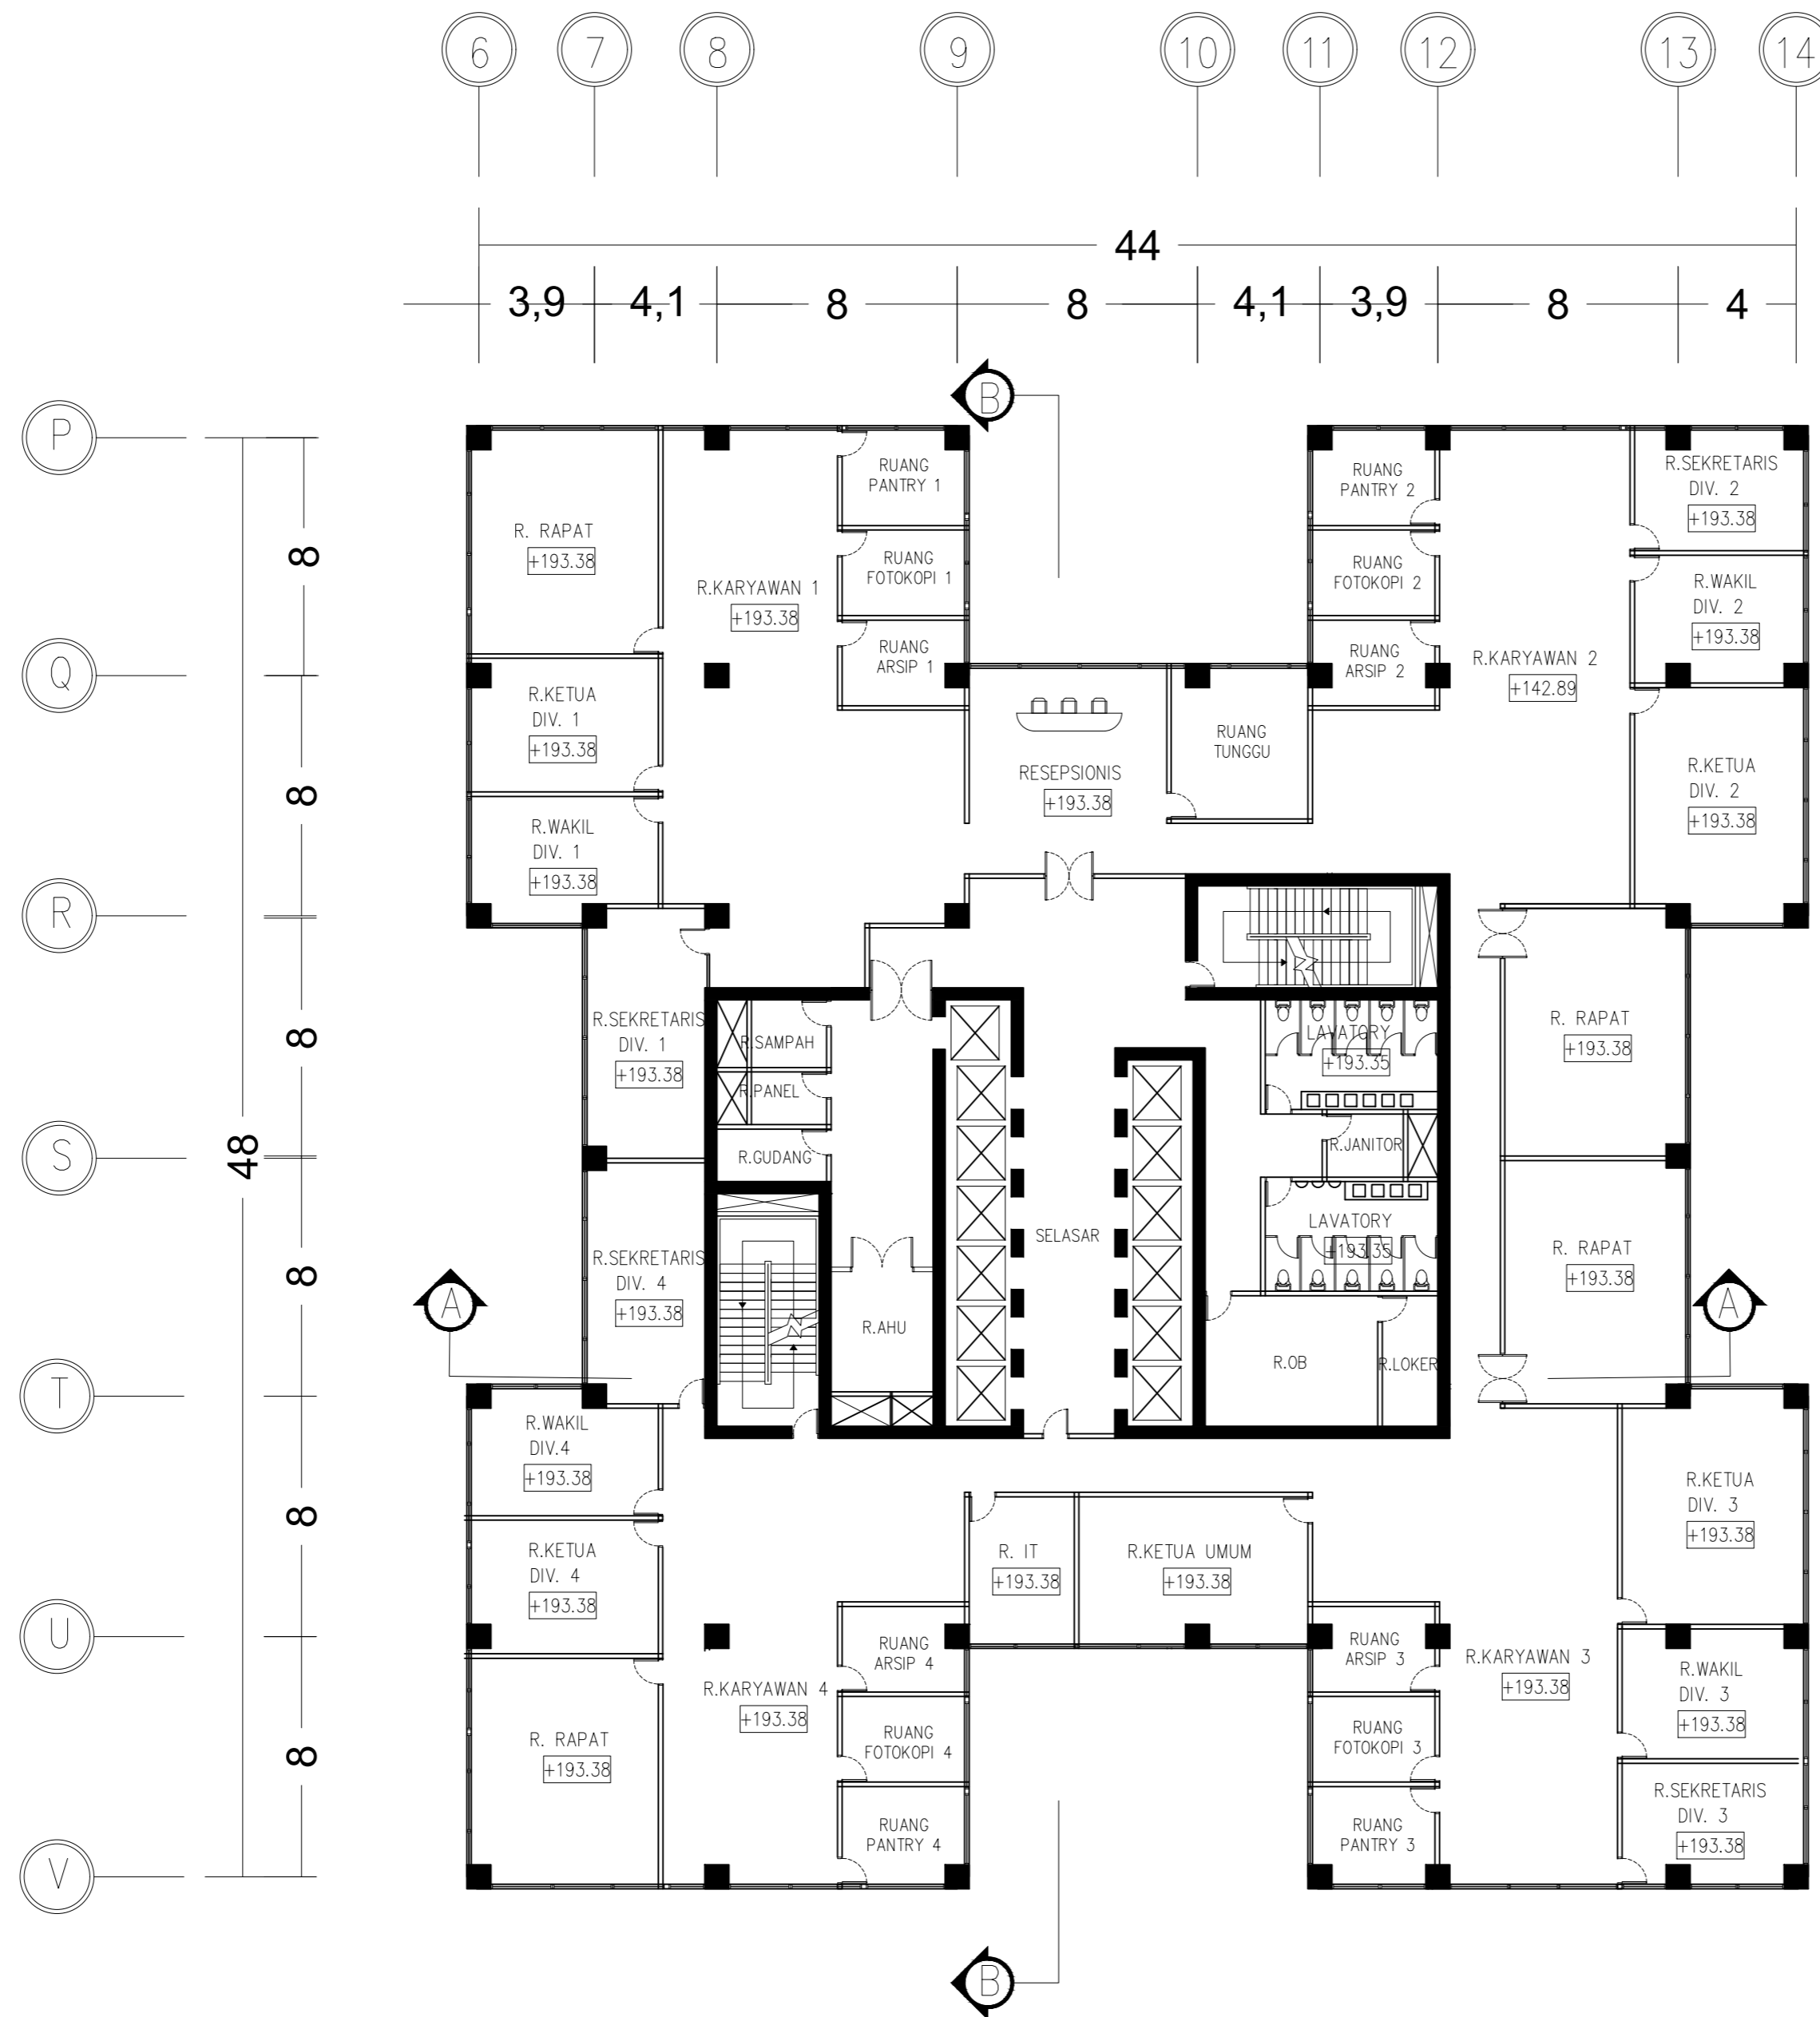 6 7 8 9 10 11 12 13 14
44
3,9 4,1 8 8 4,1 3,9 8 4
B
P
Q
R
S
T
U
V
48
8
8
8
8
8
8
R. RAPAT
+193.38
R.KARYAWAN 1
+193.38
RUANG
PANTRY 1
RUANG
FOTOKOPI 1
RUANG
ARSIP 1
R.KETUA
DIV. 1
+193.38
R.WAKIL
DIV. 1
+193.38
RESEPSIONIS
+193.38
RUANG
TUNGGU
RUANG
PANTRY 2
RUANG
FOTOKOPI 2
RUANG
ARSIP 2
R.KARYAWAN 2
+142.89
R.SEKRETARIS
DIV. 2
+193.38
R.WAKIL
DIV. 2
+193.38
R.KETUA
DIV. 2
+193.38
R.SEKRETARIS
DIV. 1
+193.38
R.SAMPAH
R.PANEL
R.GUDANG
R.SEKRETARIS
DIV. 4
+193.38
R.AHU
SELASAR
LAVATORY
+193.35
R.JANITOR
LAVATORY
+193.35
R.OB
R.LOKER
R. RAPAT
+193.38
R. RAPAT
+193.38
A
A
R.WAKIL
DIV.4
+193.38
R.KETUA
DIV. 4
+193.38
R. RAPAT
+193.38
R.KARYAWAN 4
+193.38
RUANG
ARSIP 4
RUANG
FOTOKOPI 4
RUANG
PANTRY 4
R. IT
+193.38
R.KETUA UMUM
+193.38
RUANG
ARSIP 3
RUANG
FOTOKOPI 3
RUANG
PANTRY 3
R.KARYAWAN 3
+193.38
R.KETUA
DIV. 3
+193.38
R.WAKIL
DIV. 3
+193.38
R.SEKRETARIS
DIV. 3
+193.38
B